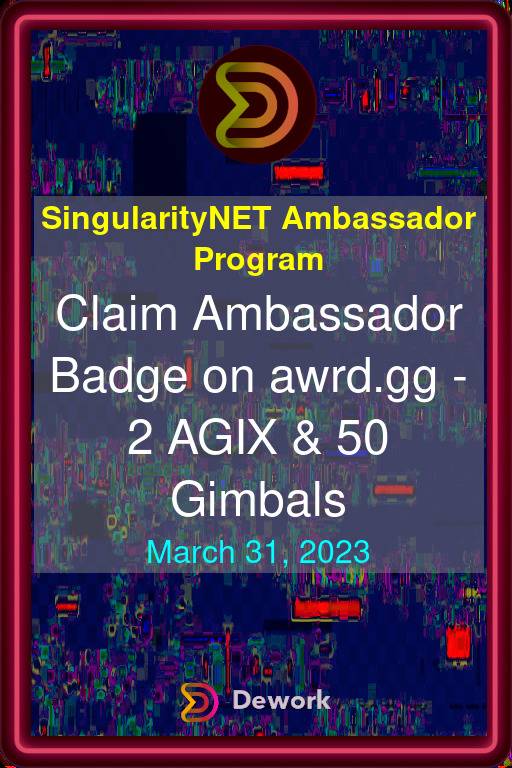 SingularityNET Ambassador
Program
Claim Ambassador
Badge on awrd.gg -
2 AGIX & 50
Gimbals
March 31, 2023
Dework